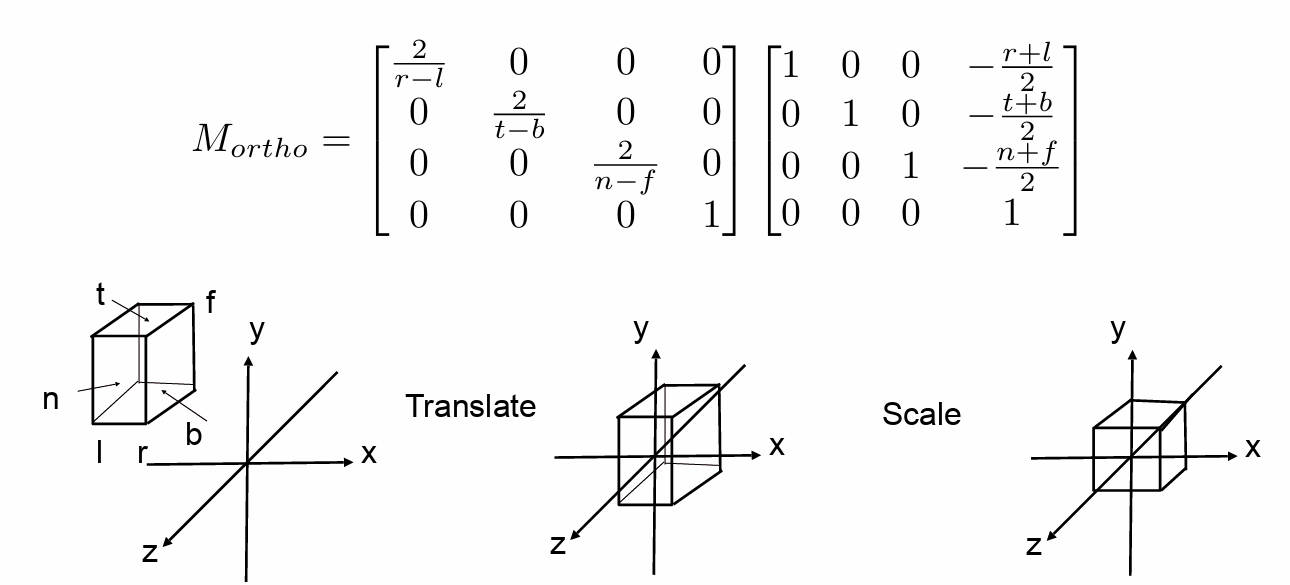 M_{ortho} = \begin{bmatrix} \frac{2}{r-l} & 0 & 0 & 0 \\ 0 & \frac{2}{t-b} & 0 & 0 \\ 0 & 0 & \frac{2}{n-f} & 0 \\ 0 & 0 & 0 & 1 \end{bmatrix} \begin{bmatrix} 1 & 0 & 0 & -\frac{r+l}{2} \\ 0 & 1 & 0 & -\frac{t+b}{2} \\ 0 & 0 & 1 & -\frac{n+f}{2} \\ 0 & 0 & 0 & 1 \end{bmatrix}
t
f
n
l
r
b
y
x
z
Translate
y
x
z
Scale
y
x
z